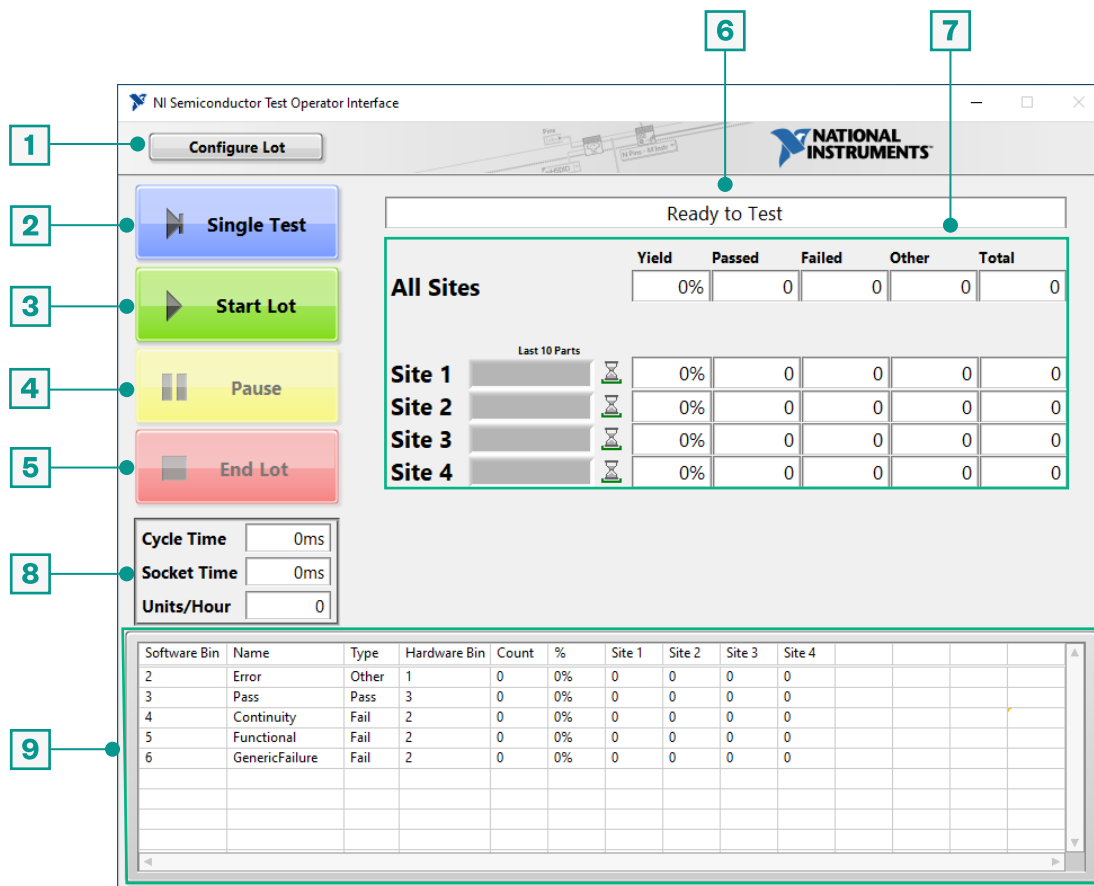 6 7
NI Semiconductor Test Operator Interface
1 Configure Lot
NATIONAL
INSTRUMENTS™
2 Single Test
Ready to Test
Yield Passed Failed Other Total
All Sites 0% 0 0 0 0
3 Start Lot
Last 10 Parts
Site 1 0% 0 0 0 0
4 Pause
Site 2 0% 0 0 0 0
Site 3 0% 0 0 0 0
5 End Lot
Site 4 0% 0 0 0 0
Cycle Time 0ms
8 Socket Time 0ms
Units/Hour 0
Software Bin Name Type Hardware Bin Count % Site 1 Site 2 Site 3 Site 4
2 Error Other 1 0 0% 0 0 0 0
3 Pass Pass 3 0 0% 0 0 0 0
4 Continuity Fail 2 0 0% 0 0 0 0
5 Functional Fail 2 0 0% 0 0 0 0
9
6 GenericFailure Fail 2 0 0% 0 0 0 0